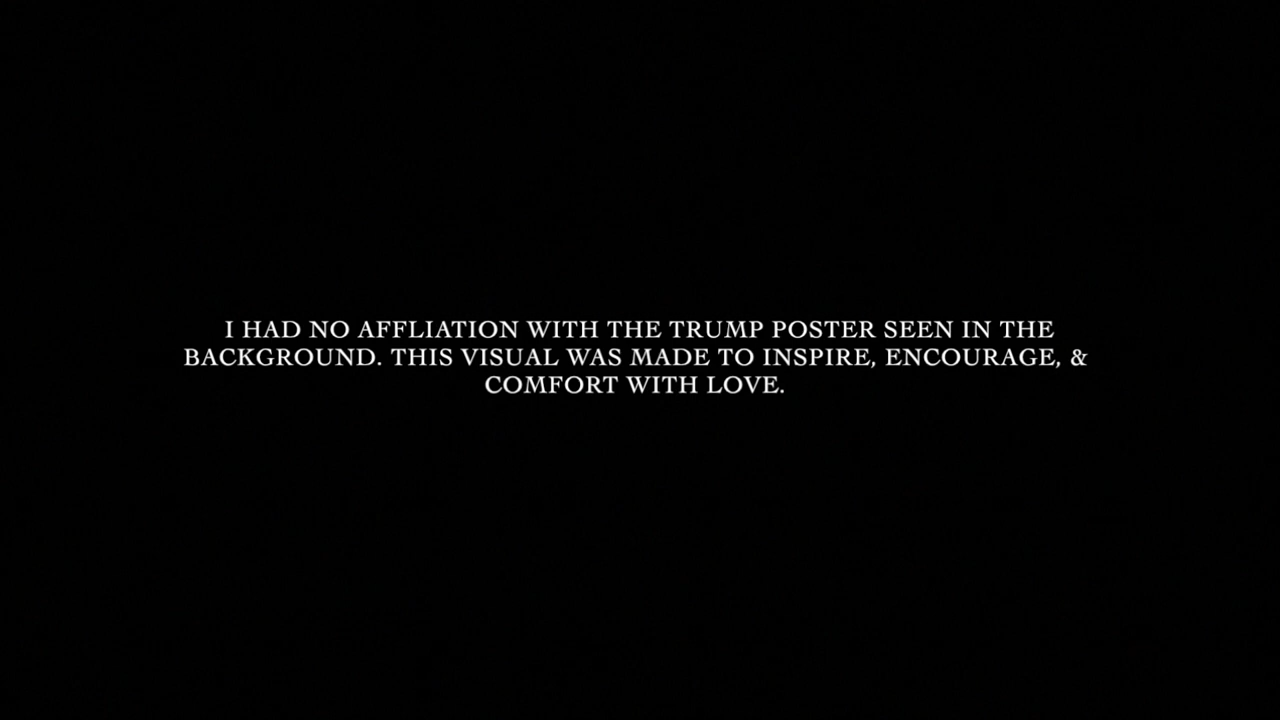 I HAD NO AFFLIATION WITH THE TRUMP POSTER SEEN IN THE
BACKGROUND. THIS VISUAL WAS MADE TO INSPIRE, ENCOURAGE, &
COMFORT WITH LOVE.